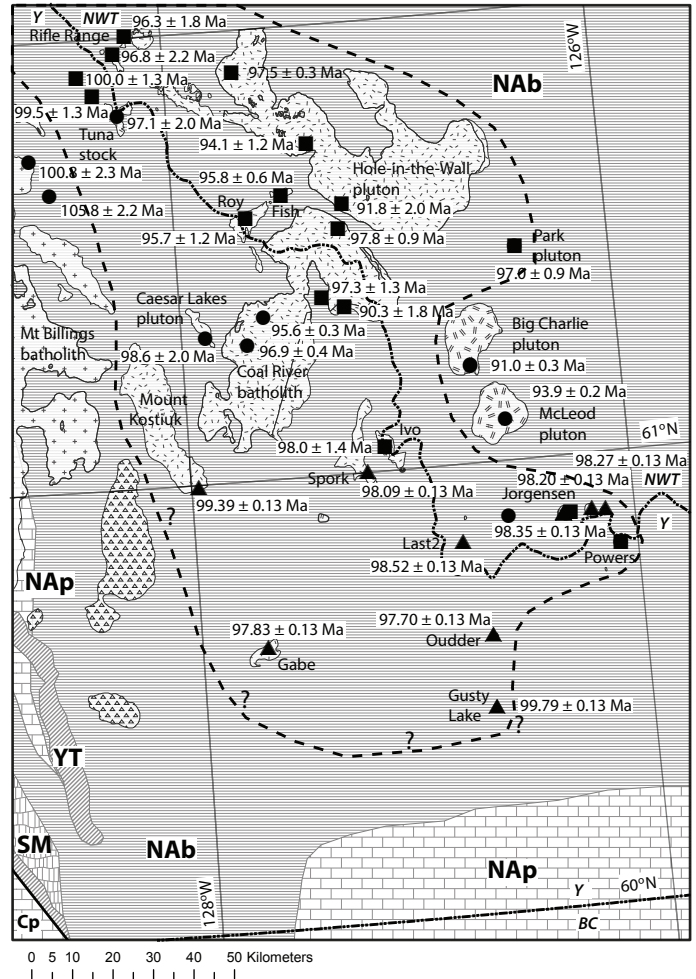 Y
NWT
96.3 ± 1.8 Ma
Rifle Range
96.8 ± 2.2 Ma
126°W
100.0 ± 1.3 Ma
97.5 ± 0.3 Ma
NAb
99.5 ± 1.3 Ma
97.1 ± 2.0 Ma
Tuna
stock
94.1 ± 1.2 Ma
100.8 ± 2.3 Ma
95.8 ± 0.6 Ma
Hole-in-the-Wall
pluton
105.8 ± 2.2 Ma
Roy
Fish
91.8 ± 2.0 Ma
95.7 ± 1.2 Ma
97.8 ± 0.9 Ma
Park
pluton
97.0 ± 0.9 Ma
97.3 ± 1.3 Ma
Caesar Lakes
pluton
90.3 ± 1.8 Ma
Mt Billings
batholith
95.6 ± 0.3 Ma
Big Charlie
pluton
98.6 ± 2.0 Ma
96.9 ± 0.4 Ma
91.0 ± 0.3 Ma
Coal River
batholith
Mount
Kostiuk
93.9 ± 0.2 Ma
McLeod
pluton
Ivo
61°N
98.0 ± 1.4 Ma
98.27 ± 0.13 Ma
Spork
98.20 ± 0.13 Ma
NWT
98.09 ± 0.13 Ma
Jorgensen
99.39 ± 0.13 Ma
?
Y
98.35 ± 0.13 Ma
Last2
Powers
98.52 ± 0.13 Ma
NAp
97.83 ± 0.13 Ma
97.70 ± 0.13 Ma
Oudder
Gabe
?
Gusty
Lake
99.79 ± 0.13 Ma
?
?
YT
SM
NAb
NAp
128°W
Y
60°N
Cp
BC
0 5 10 20 30 40 50 Kilometers